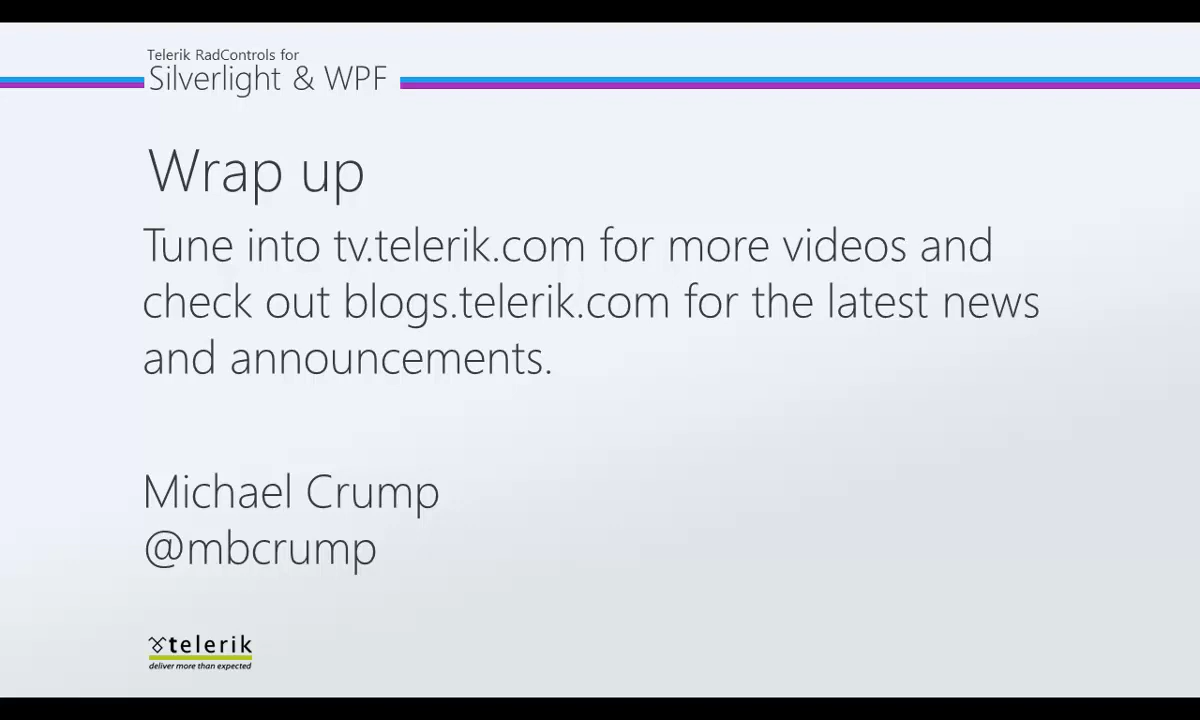 Telerik RadControls for
Silverlight & WPF
Wrap up
Tune into tv.telerik.com for more videos and
check out blogs.telerik.com for the latest news
and announcements.
Michael Crump
@mbcrump
telerik
deliver more than expected